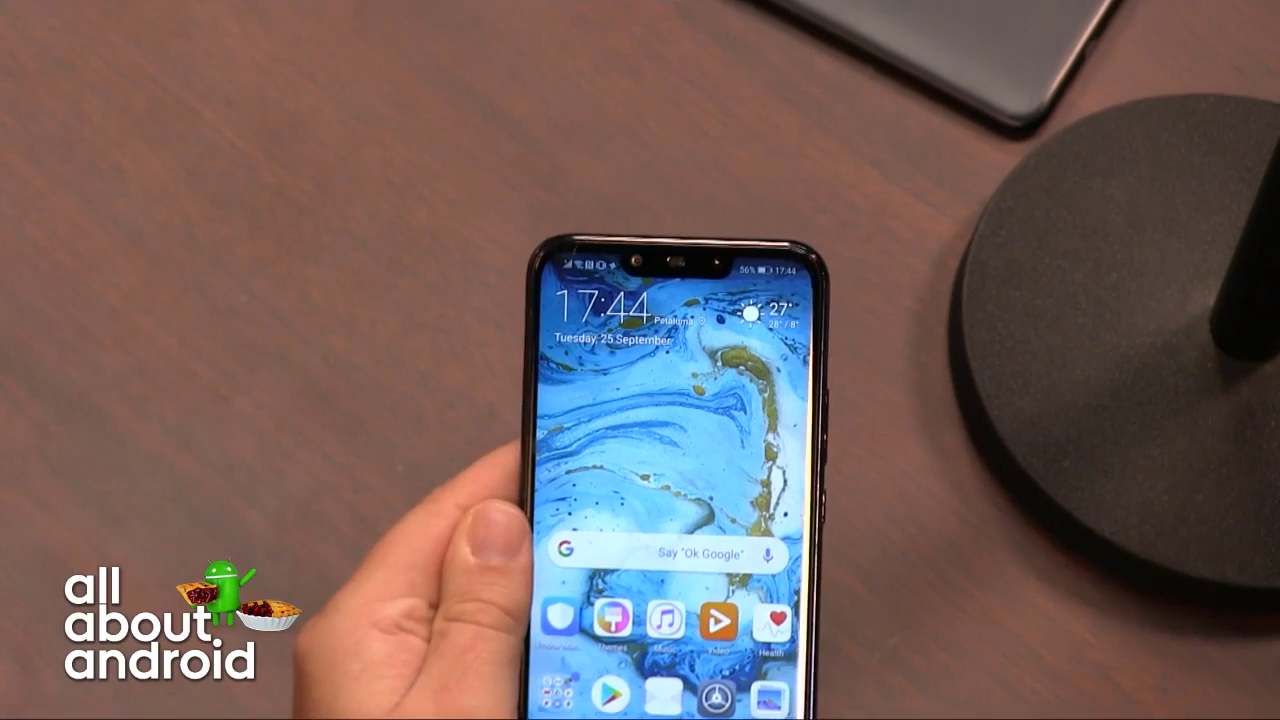 56% 17:44
17:44
Petaluma
27°
28° / 8°
Tuesday, 25 September
G Say "Ok Google"
Themes
Music
Video
Health
all
about
android